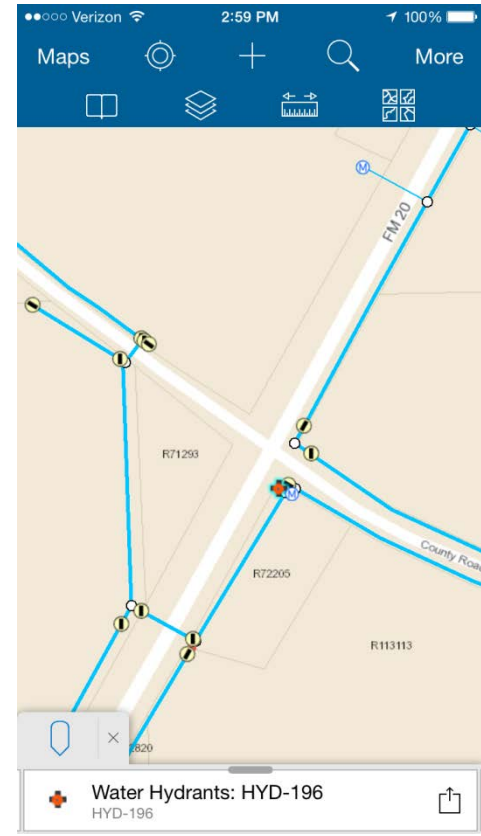 Verizon 2:59 PM 100%
Maps More
M
FM 20
R71293
M
R72205
County Roa
R113113
2820
Water Hydrants: HYD-196
HYD-196